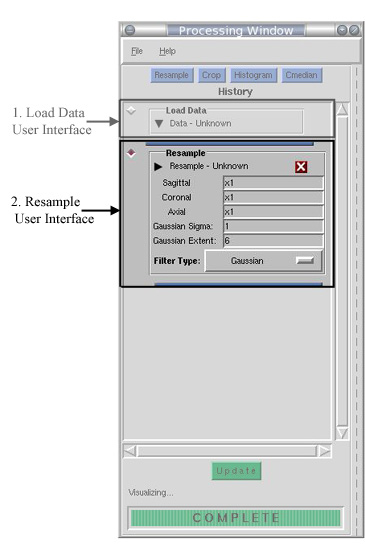 Processing Window
File Help
Resample Crop Histogram Cmedian
History
1. Load Data
User Interface
Load Data
Data - Unknown
2. Resample
User Interface
Resample
Resample - Unknown
Sagittal x1
Coronal x1
Axial x1
Gaussian Sigma: 1
Gaussian Extent: 6
Filter Type: Gaussian
Update
Visualizing...
COMPLETE